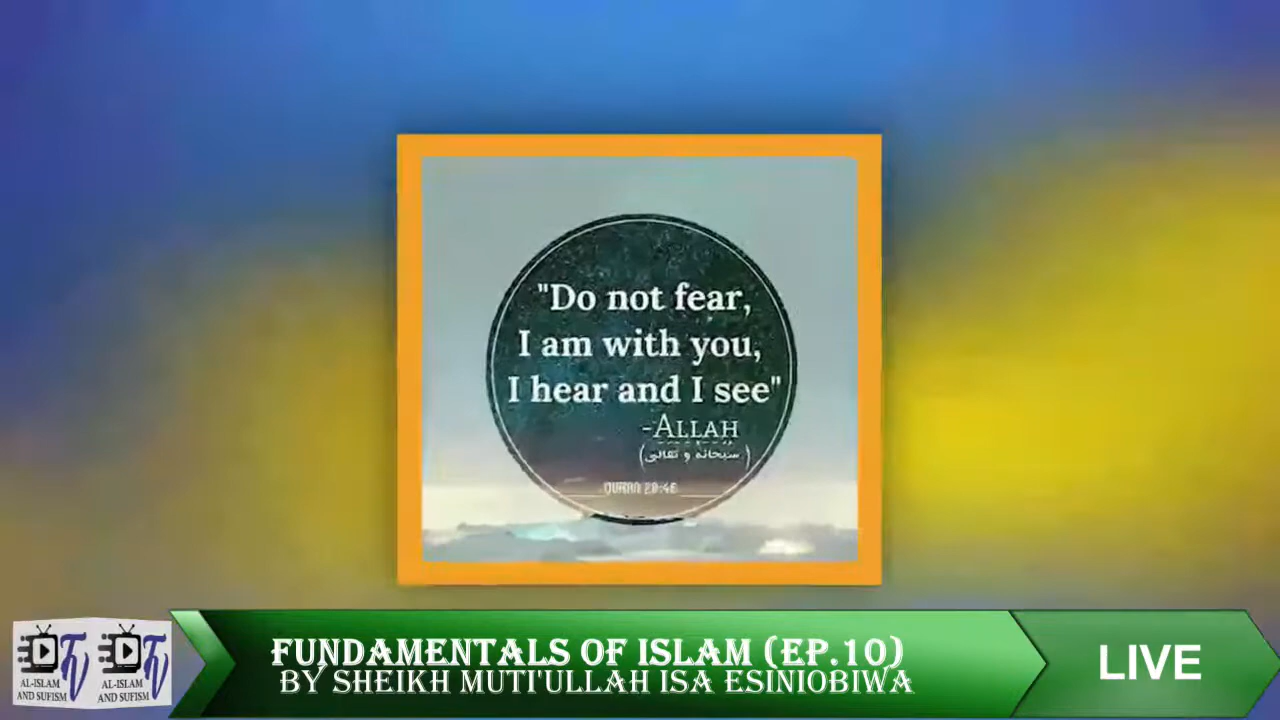 "Do not fear,
I am with you,
I hear and I see"
-ALLAH
(سبحانه و تعالى)
QURAN 20:46
FUNDAMENTALS OF ISLAM (EP.10)
BY SHEIKH MUTI'ULLAH ISA ESINIOBIWA
LIVE
TV
AL-ISLAM
AND SUFISM
TV
AL-ISLAM
AND SUFISM